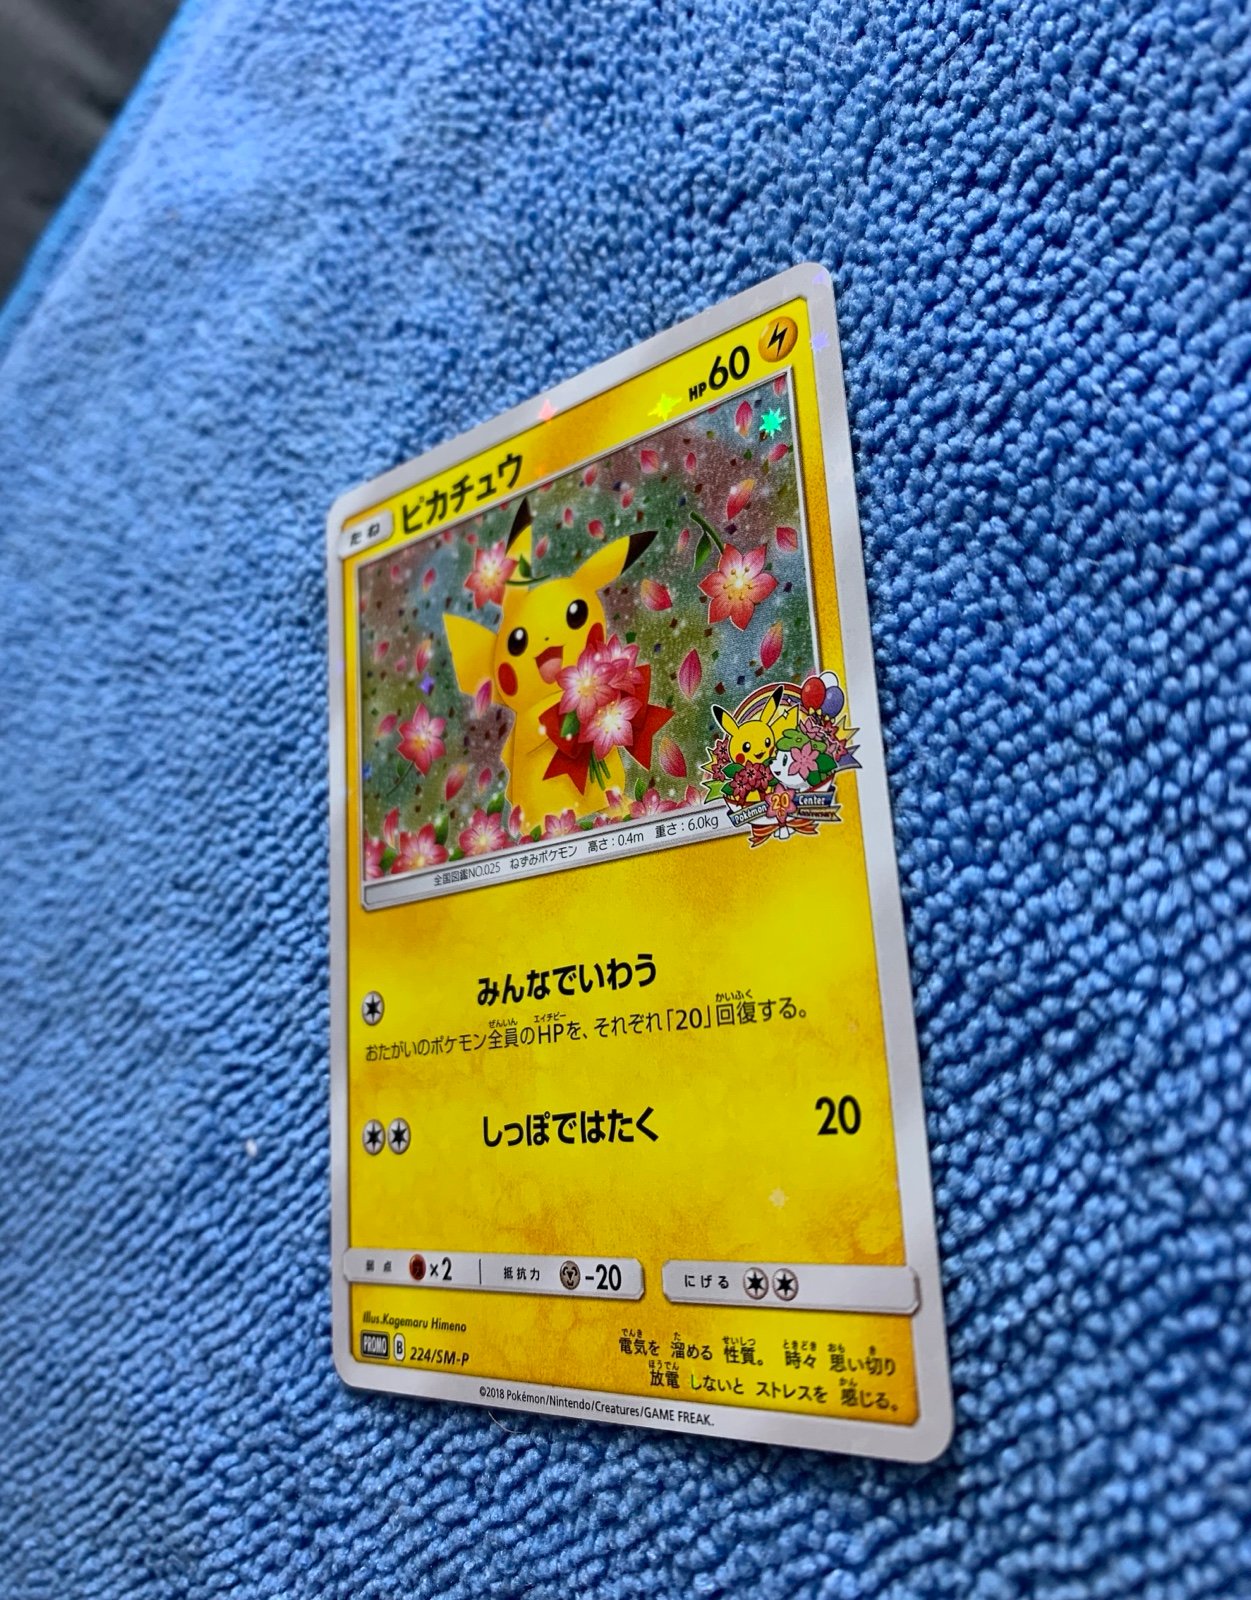 たね ピカチュウ HP60
Pokémon 20 Center
ANNIVERSARY
全国図鑑NO.025 ねずみポケモン 高さ:0.4m 重さ:6.0kg
みんなでいわう
おたがいのポケモン全員のHPを、それぞれ「20」回復する。
しっぽではたく 20
弱点 ×2 抵抗力 -20 にげる
Illus.Kagemaru Himeno
PROMO B 224/SM-P
電気を 溜める 性質。 時々 思い切り
放電 しないと ストレスを 感じる。
©2018 Pokémon/Nintendo/Creatures/GAME FREAK.